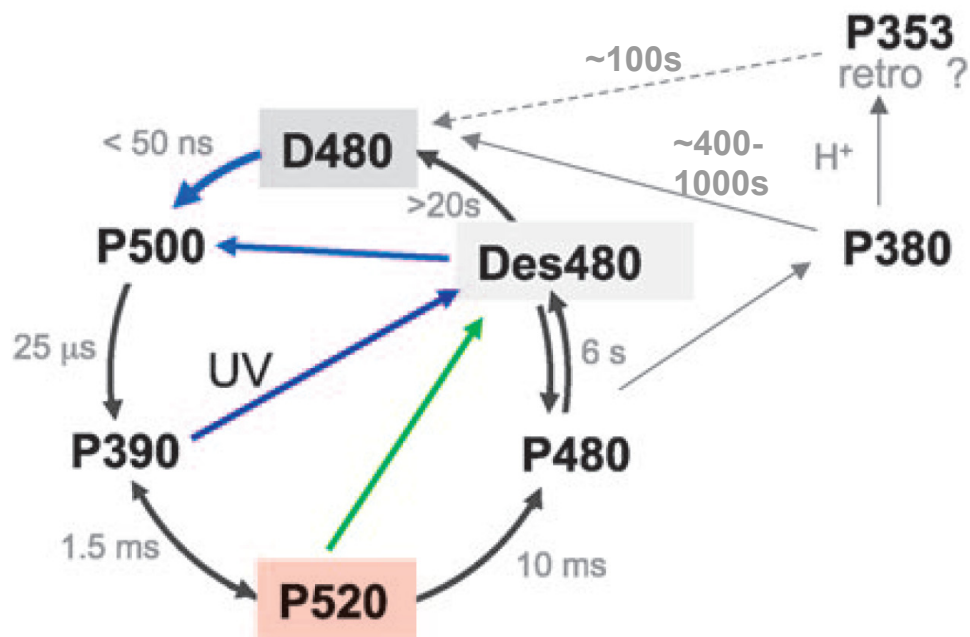 P353
retro ?
~100s
< 50 ns
D480
~400-
1000s
H+
>20s
P500
Des480
P380
25 µs
UV
6 s
P390
P480
1.5 ms
10 ms
P520